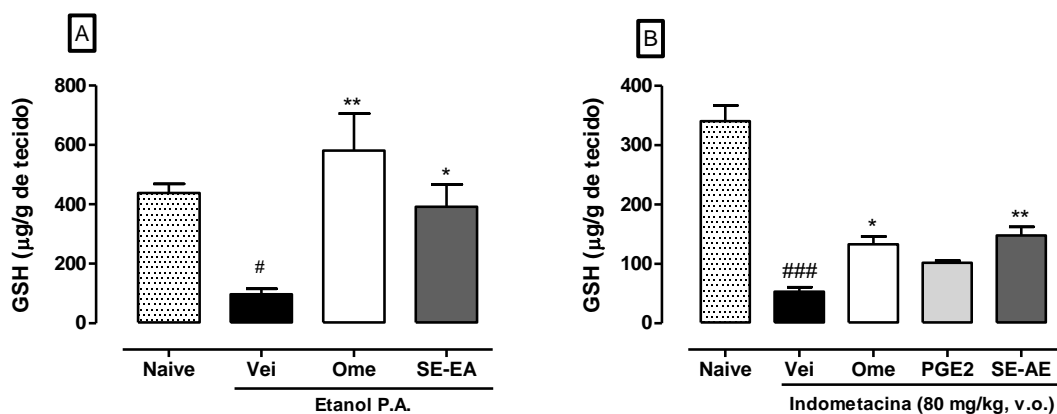 A
GSH (µg/g de tecido)
800
600
400
200
0
#
**
*
Naive Vei Ome SE-EA
Etanol P.A.
B
GSH (µg/g de tecido)
400
300
200
100
0
###
*
**
Naive Vei Ome PGE2 SE-AE
Indometacina (80 mg/kg, v.o.)